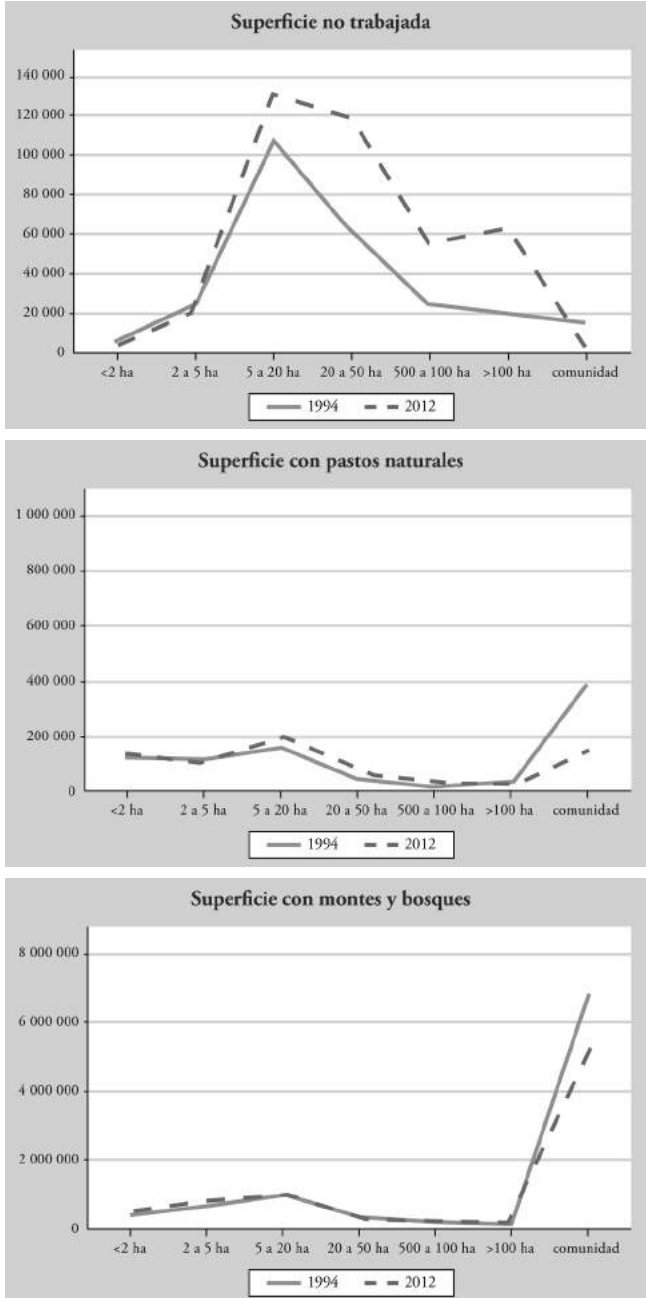 Superficie no trabajada
140 000
120 000
100 000
80 000
60 000
40 000
20 000
0
<2 ha 2 a 5 ha 5 a 20 ha 20 a 50 ha 500 a 100 ha >100 ha comunidad
1994 2012
Superficie con pastos naturales
1 000 000
800 000
600 000
400 000
200 000
0
<2 ha 2 a 5 ha 5 a 20 ha 20 a 50 ha 500 a 100 ha >100 ha comunidad
1994 2012
Superficie con montes y bosques
8 000 000
6 000 000
4 000 000
2 000 000
0
<2 ha 2 a 5 ha 5 a 20 ha 20 a 50 ha 500 a 100 ha >100 ha comunidad
1994 2012